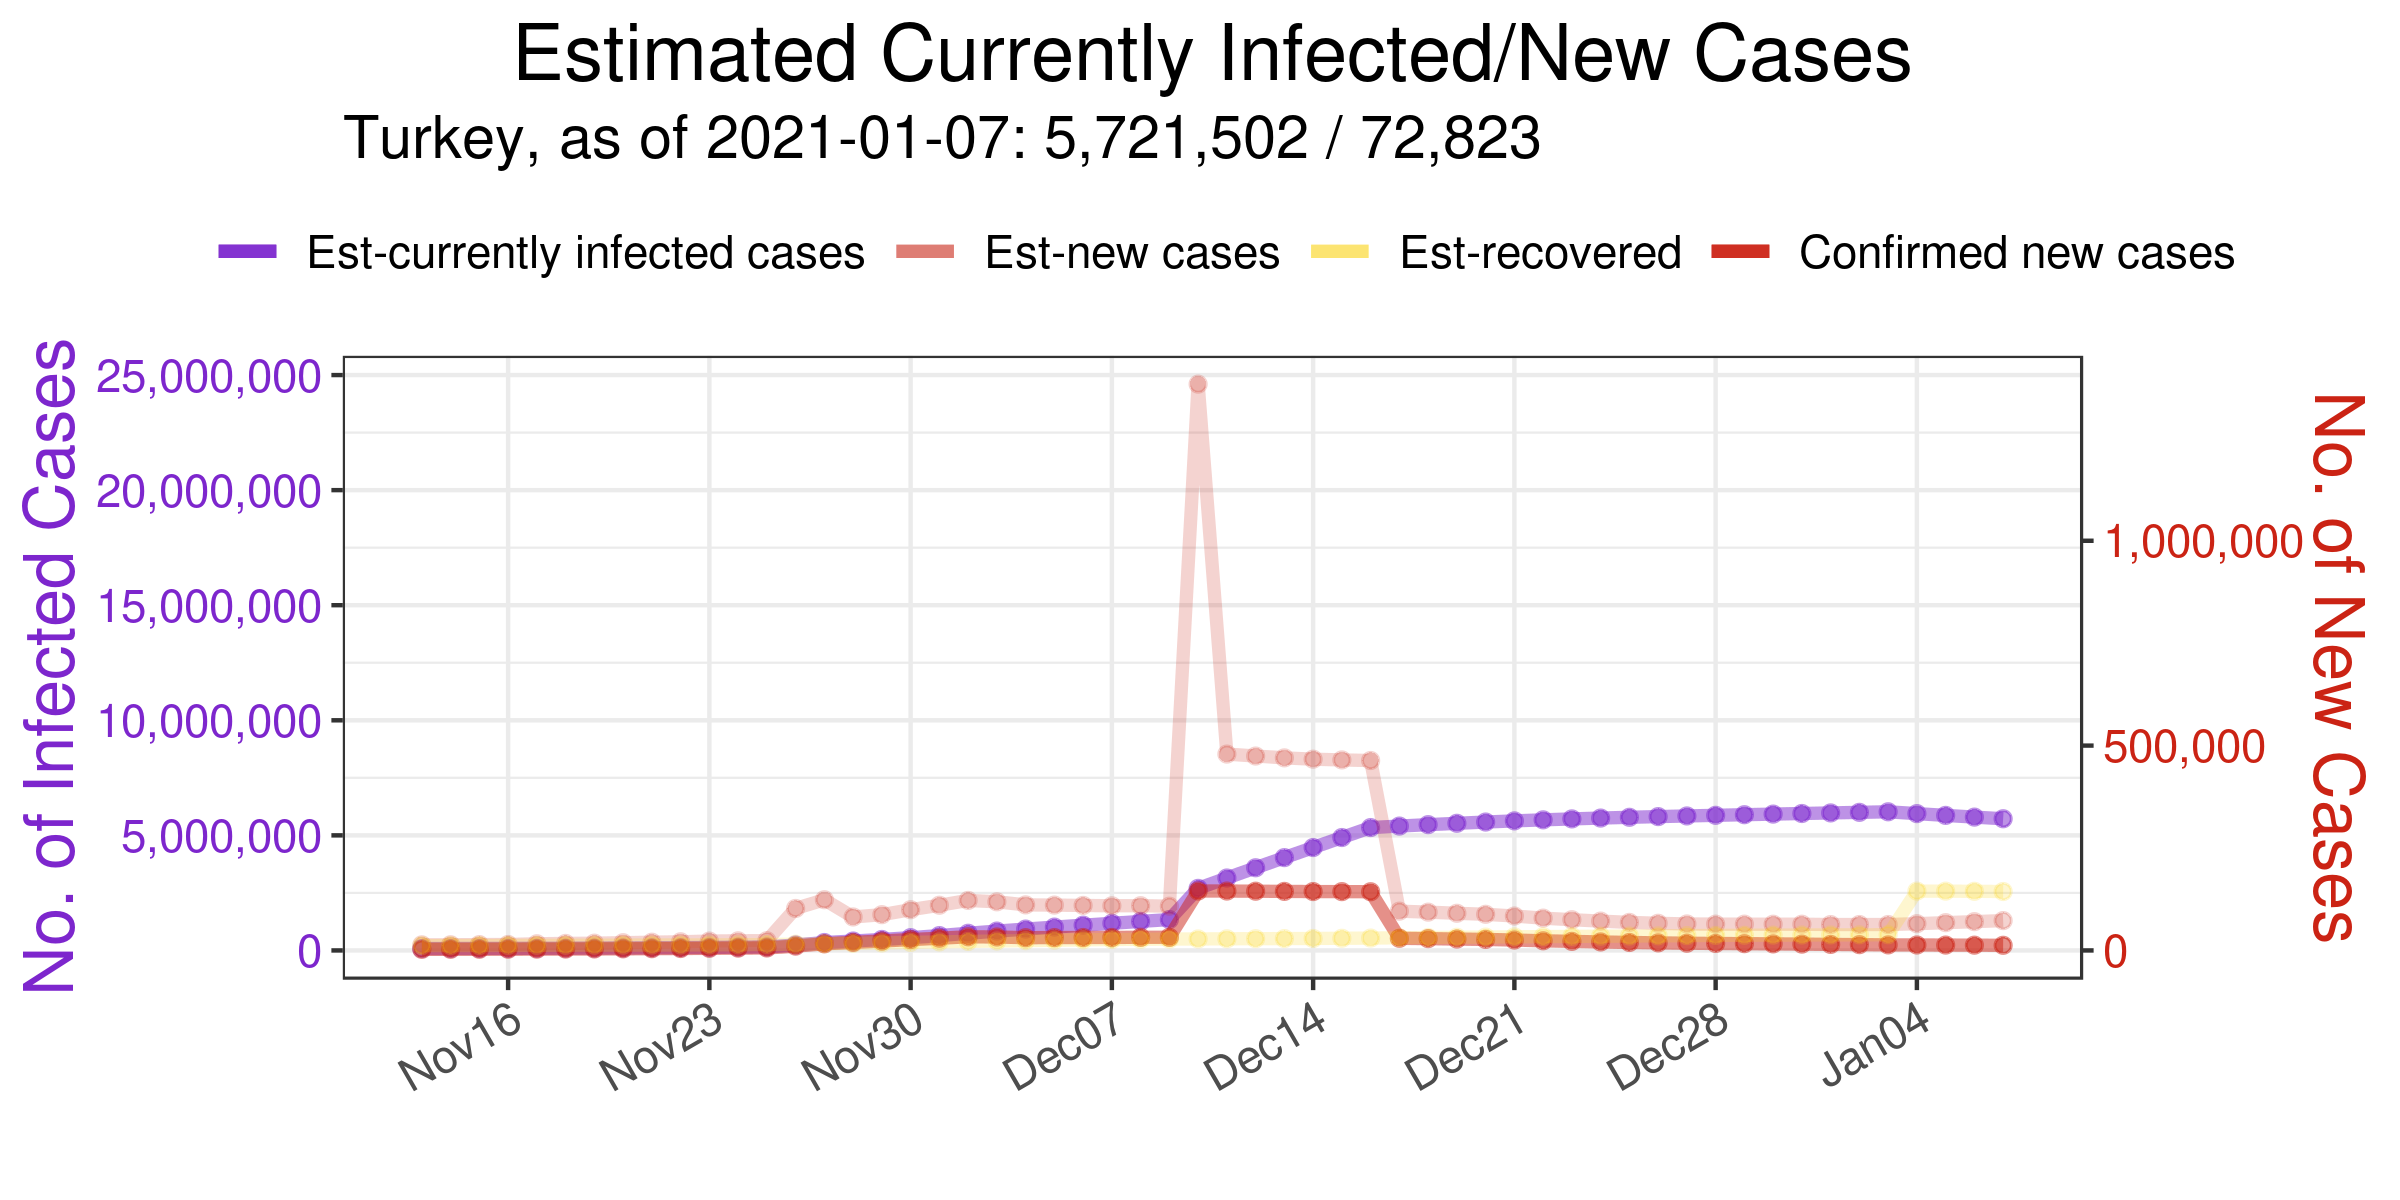 Estimated Currently Infected/New Cases
Turkey, as of 2021-01-07: 5,721,502 / 72,823
Est-currently infected cases
Est-new cases
Est-recovered
Confirmed new cases
No. of Infected Cases
25,000,000
20,000,000
15,000,000
10,000,000
5,000,000
0
1,000,000
500,000
0
No. of New Cases
Nov16
Nov23
Nov30
Dec07
Dec14
Dec21
Dec28
Jan04